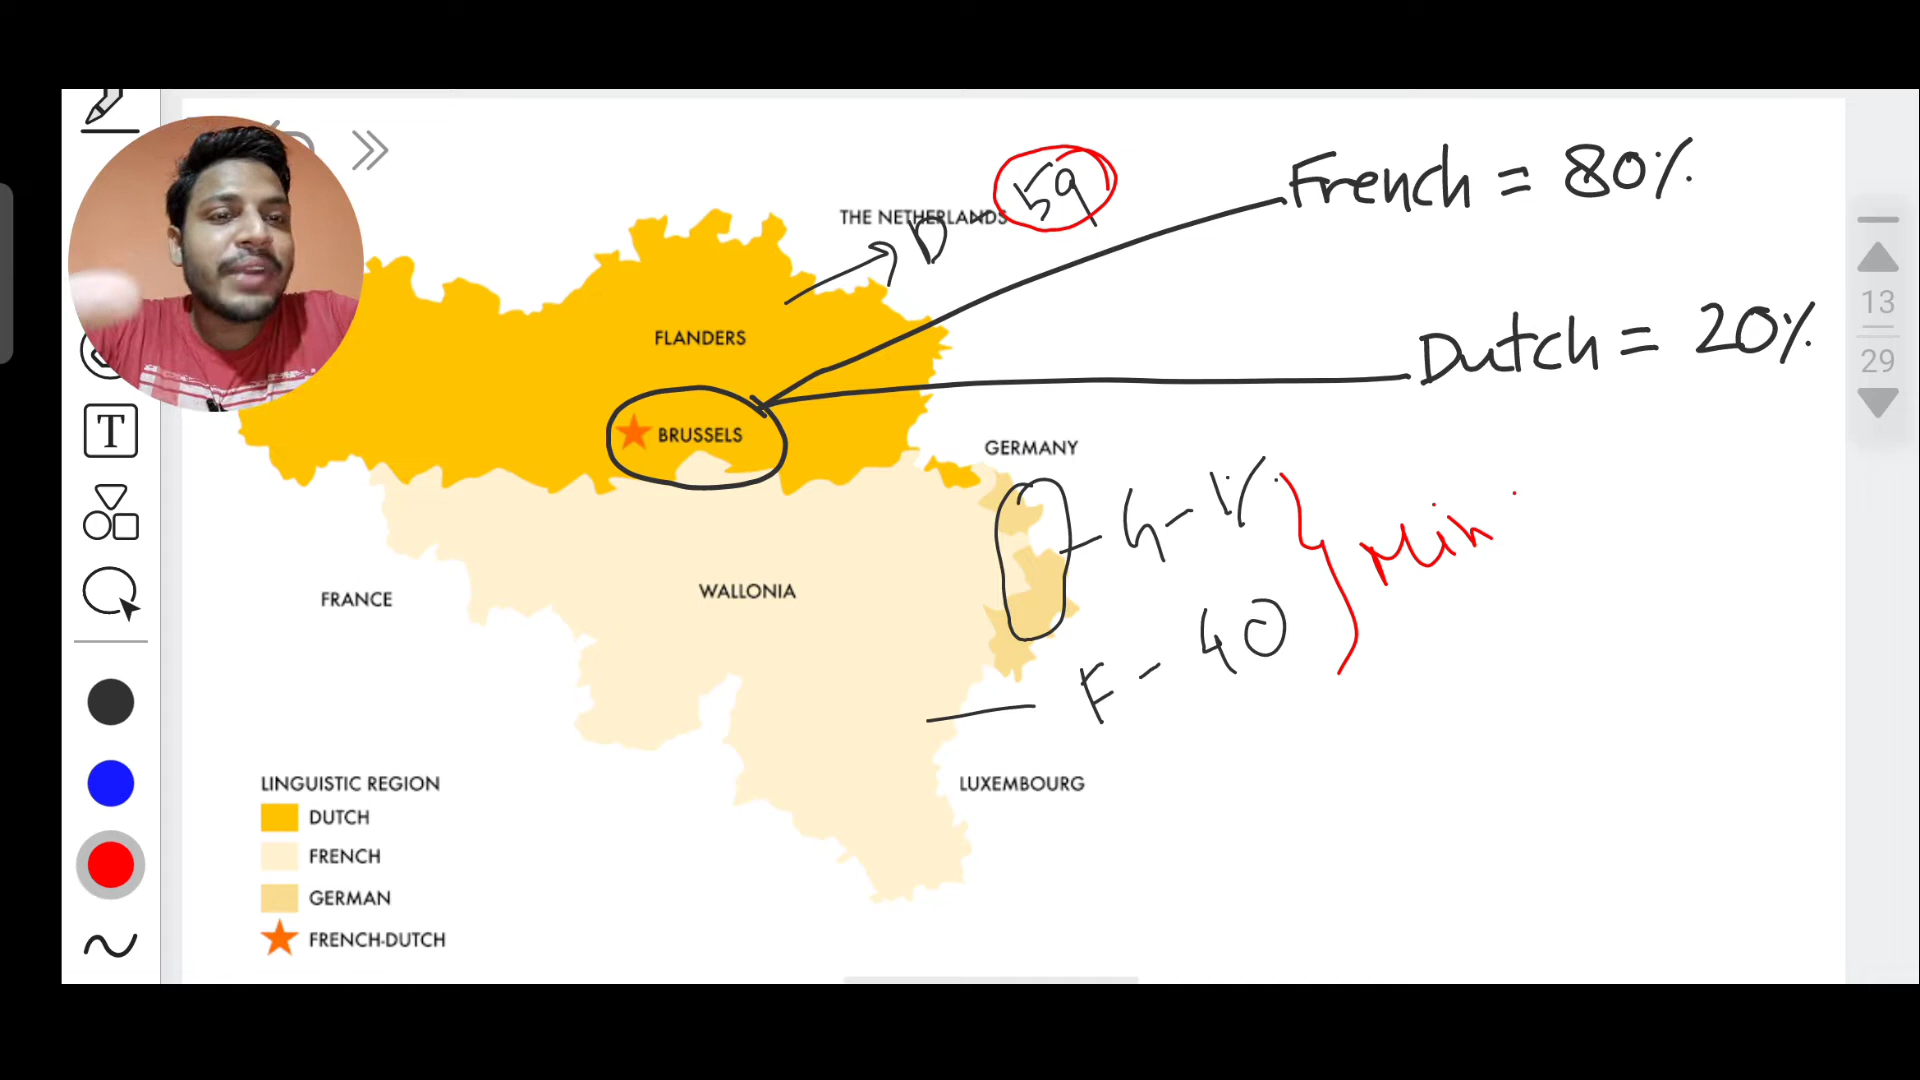 THE NETHERLANDS
D - 59
French = 80%
Dutch = 20%
FLANDERS
BRUSSELS
GERMANY
G - 1%
Min
F - 40
FRANCE
WALLONIA
LUXEMBOURG
LINGUISTIC REGION
DUTCH
FRENCH
GERMAN
FRENCH-DUTCH
T
13
29